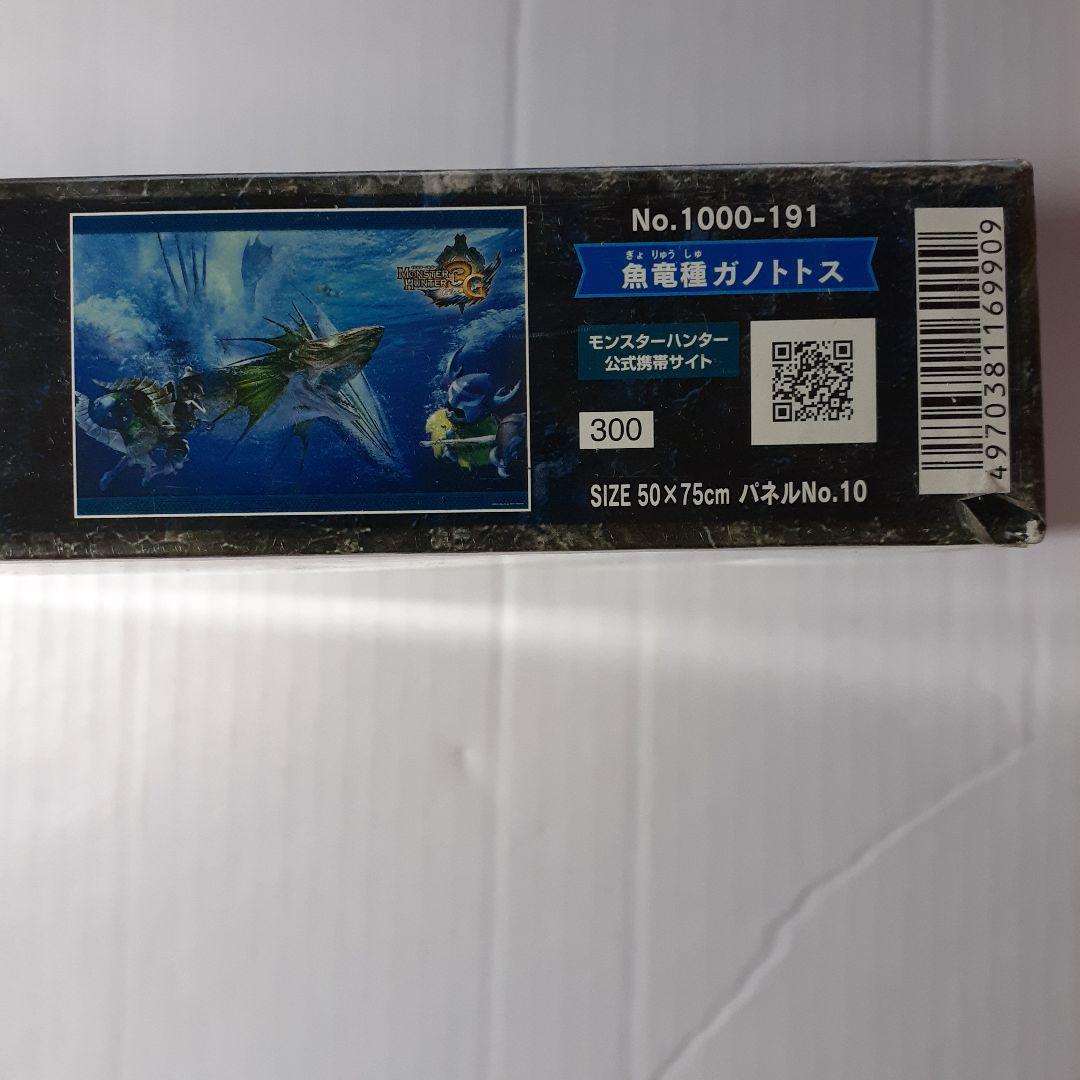 MONSTER
HUNTER 3G
No.1000-191
ぎょ りゅう しゅ
魚竜種ガノトトス
モンスターハンター
公式携帯サイト
300
SIZE 50×75cm パネルNo.10
4970381169909